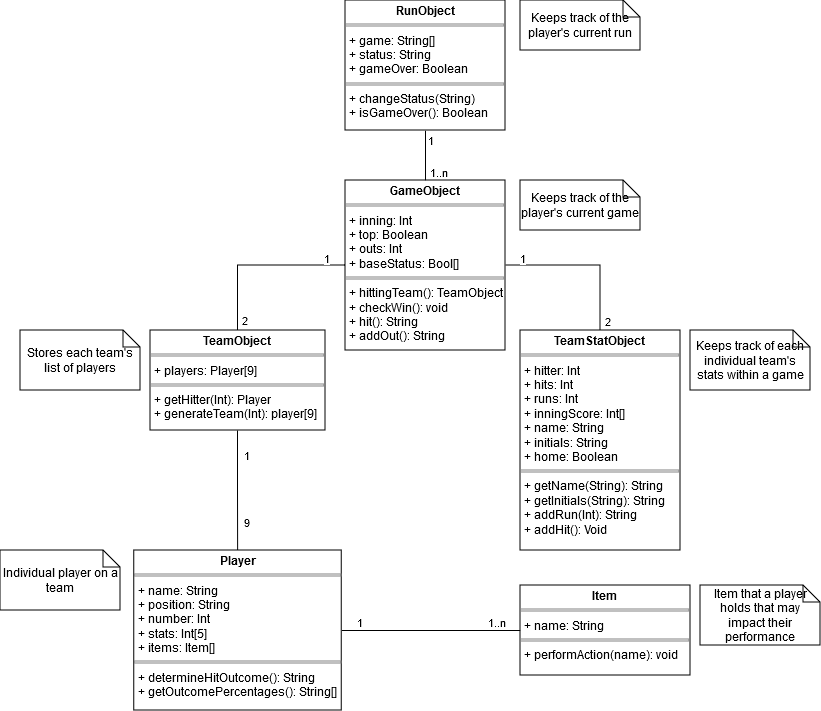 RunObject
+ game: String[]
+ status: String
+ gameOver: Boolean
+ changeStatus(String)
+ isGameOver(): Boolean
Keeps track of the
player's current run
1
1..n
GameObject
+ inning: Int
+ top: Boolean
+ outs: Int
+ baseStatus: Bool[]
+ hittingTeam(): TeamObject
+ checkWin(): void
+ hit(): String
+ addOut(): String
Keeps track of the
player's current game
1
1
2
2
Stores each team's
list of players
TeamObject
+ players: Player[9]
+ getHitter(Int): Player
+ generateTeam(Int): player[9]
TeamStatObject
+ hitter: Int
+ hits: Int
+ runs: Int
+ inningScore: Int[]
+ name: String
+ initials: String
+ home: Boolean
+ getName(String): String
+ getInitials(String): String
+ addRun(Int): String
+ addHit(): Void
Keeps track of each
individual team's
stats within a game
1
9
Individual player on a
team
Player
+ name: String
+ position: String
+ number: Int
+ stats: Int[5]
+ items: Item[]
+ determineHitOutcome(): String
+ getOutcomePercentages(): String[]
1
1..n
Item
+ name: String
+ performAction(name): void
Item that a player
holds that may
impact their
performance